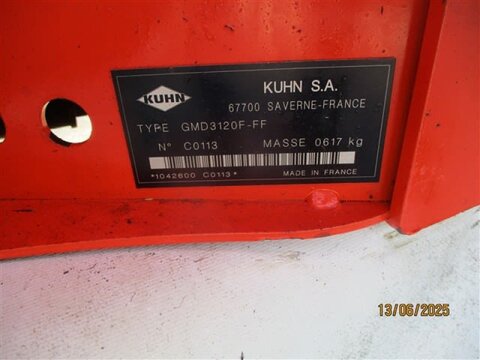 KUHN
KUHN S.A.
67700 SAVERNE-FRANCE
TYPE GMD3120F-FF
N° C0113 MASSE 0617 kg
*1042600 C0113* MADE IN FRANCE
13/06/2025